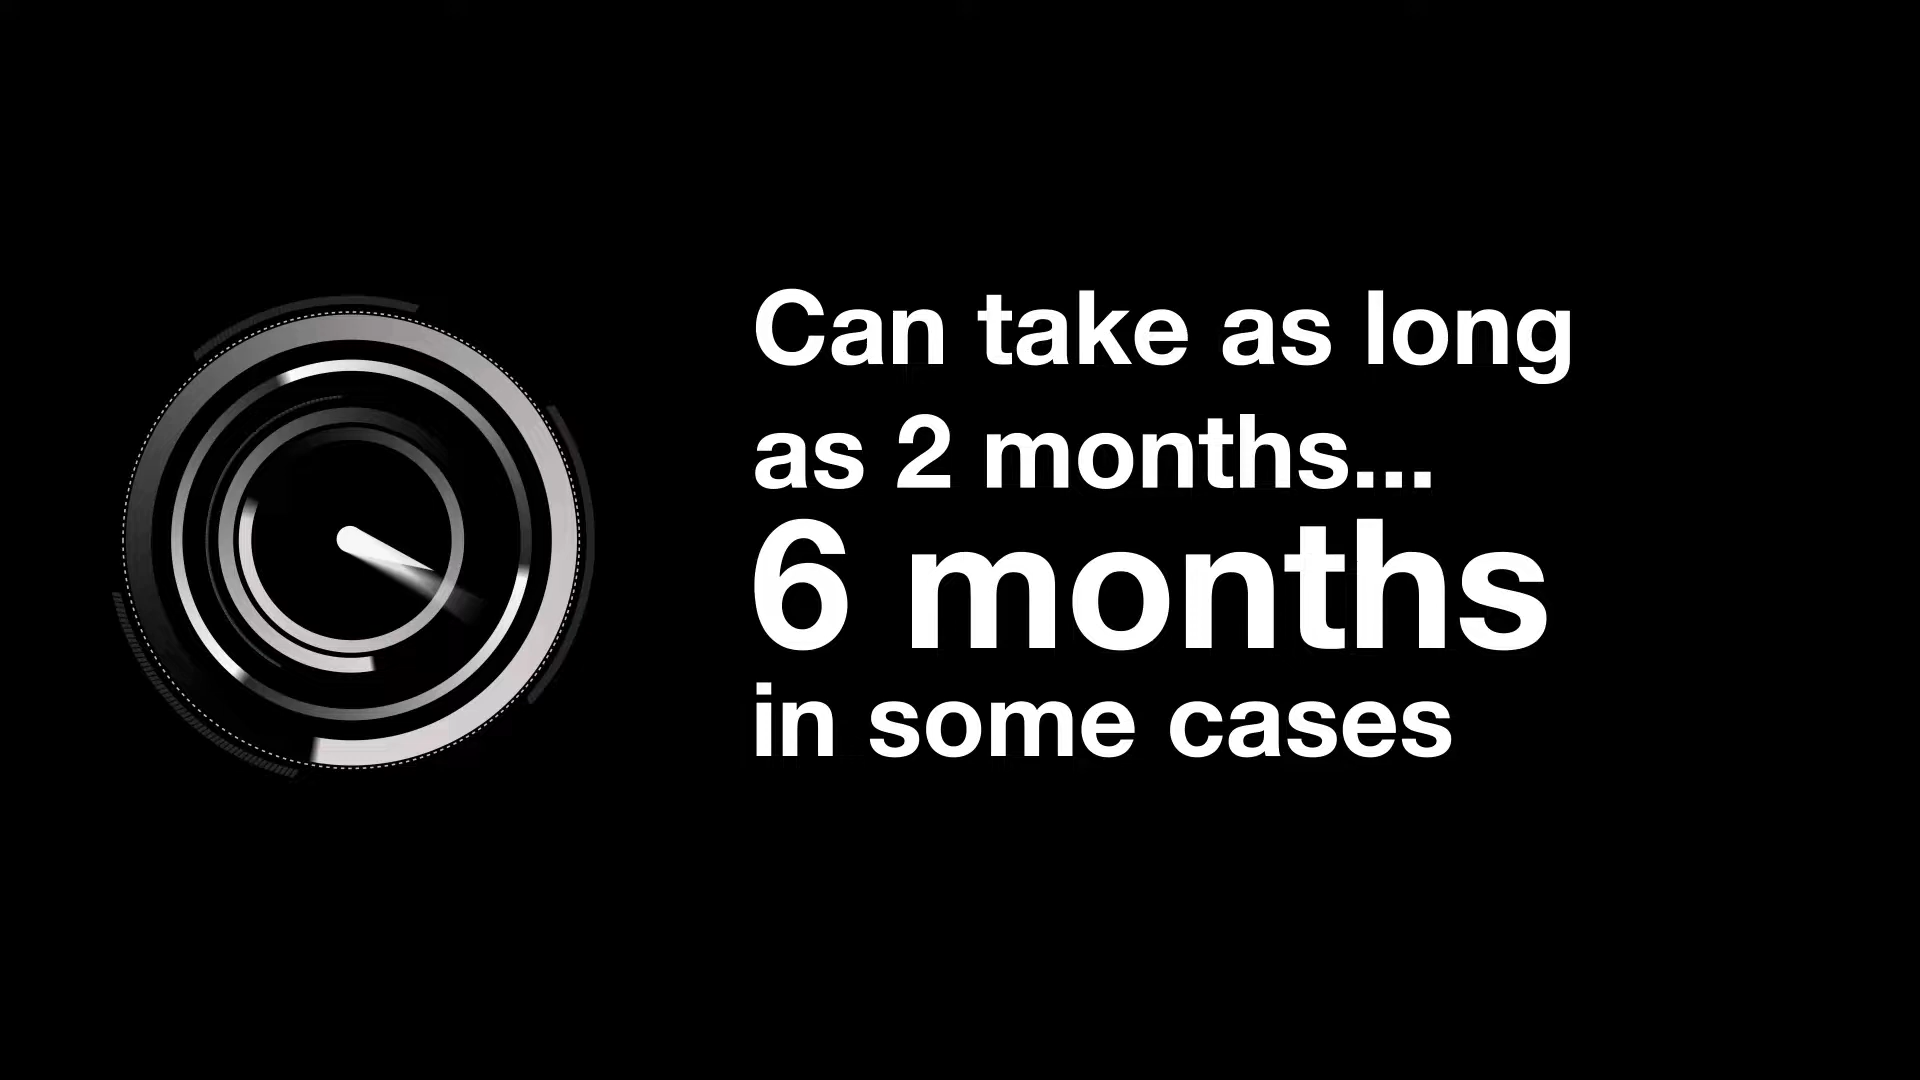 Can take as long
as 2 months...
6 months
in some cases